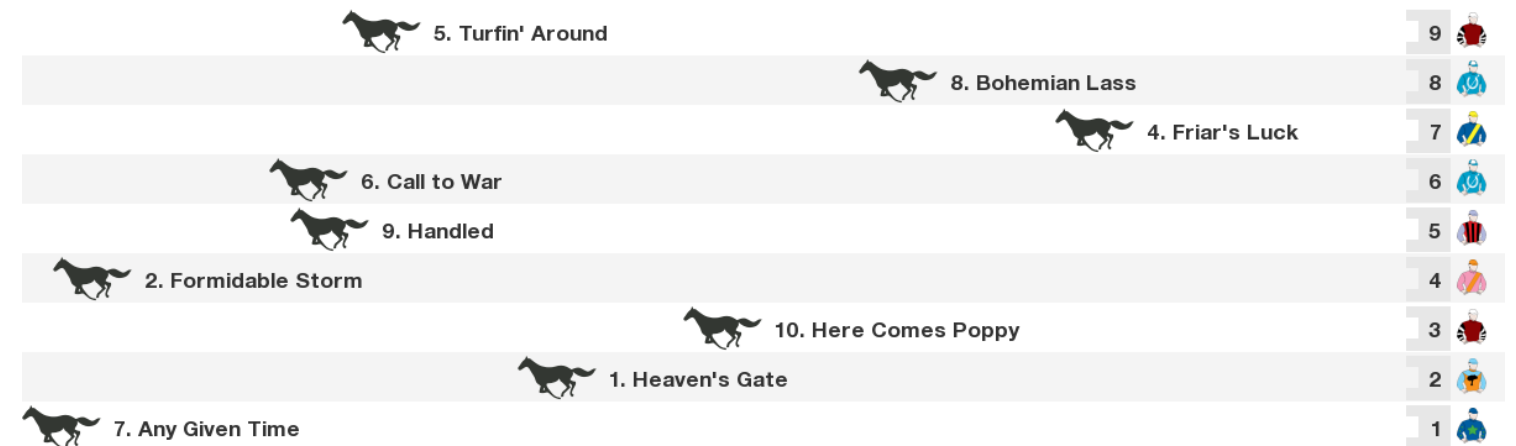 5. Turfin' Around 9
8. Bohemian Lass 8
4. Friar's Luck 7
6. Call to War 6
9. Handled 5
2. Formidable Storm 4
10. Here Comes Poppy 3
1. Heaven's Gate 2
7. Any Given Time 1